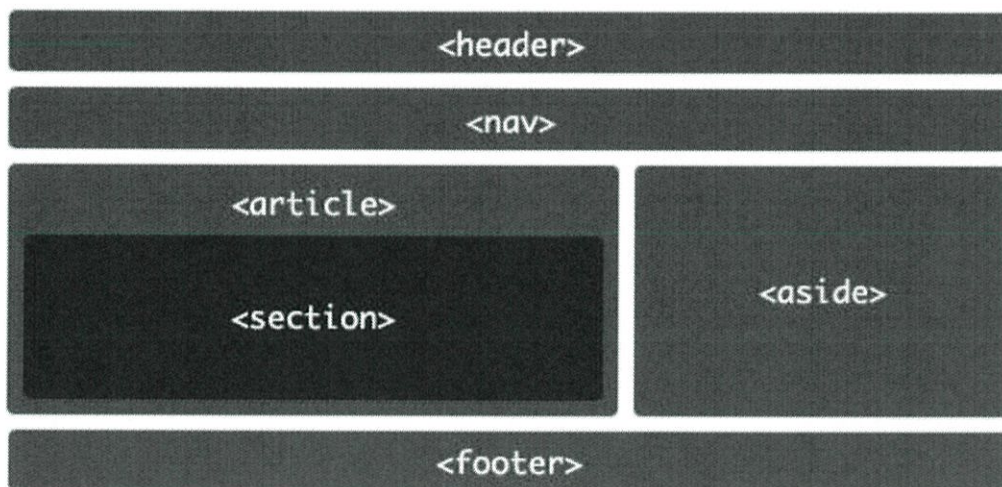 <header>
<nav>
<article>
<section>
<aside>
<footer>